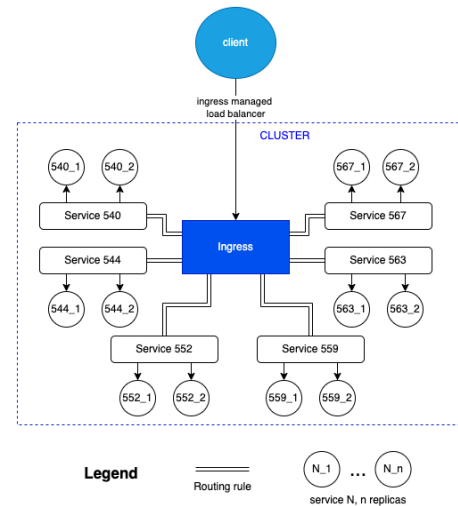 client
ingress managed
load balancer
CLUSTER
540_1
540_2
567_1
567_2
Service 540
Service 567
Ingress
Service 544
Service 563
544_1
544_2
563_1
563_2
Service 552
Service 559
552_1
552_2
559_1
559_2
Legend
Routing rule
N_1
...
N_n
service N, n replicas